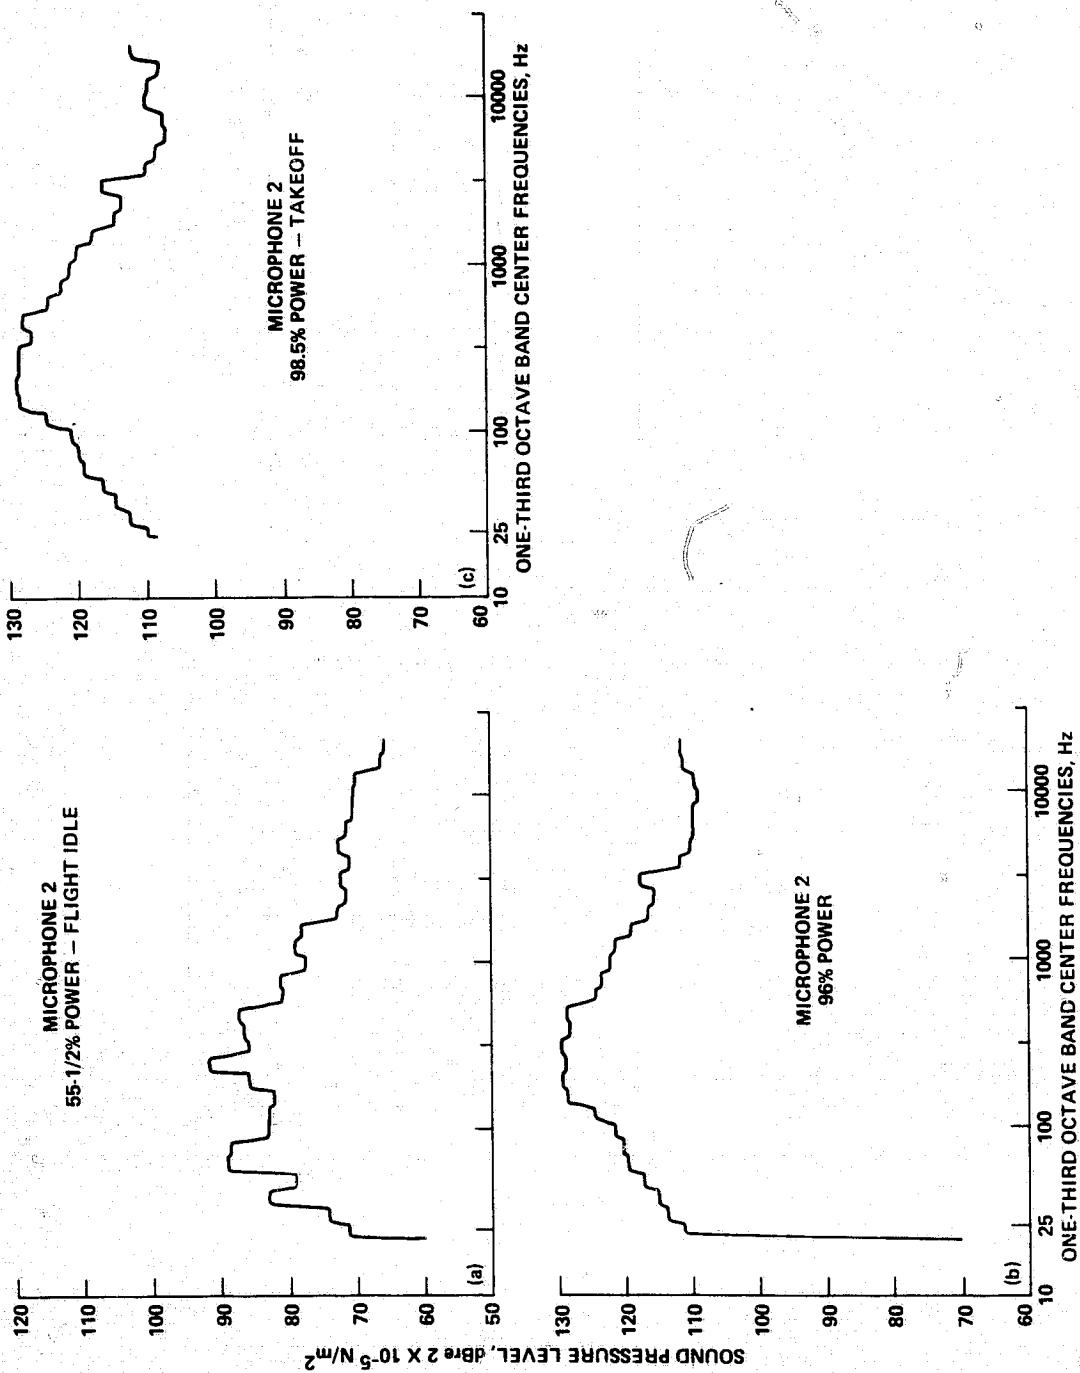 SOUND PRESSURE LEVEL, dBre 2 X 10⁻⁵ N/m²
MICROPHONE 2
55-1/2% POWER – FLIGHT IDLE
120
110
100
90
80
70
60
50
(a)
MICROPHONE 2
96% POWER
130
120
110
100
90
80
70
60
(b)
10
25
100
1000
10000
ONE-THIRD OCTAVE BAND CENTER FREQUENCIES, Hz
MICROPHONE 2
98.5% POWER – TAKEOFF
130
120
110
100
90
80
70
60
(c)
10
25
100
1000
10000
ONE-THIRD OCTAVE BAND CENTER FREQUENCIES, Hz